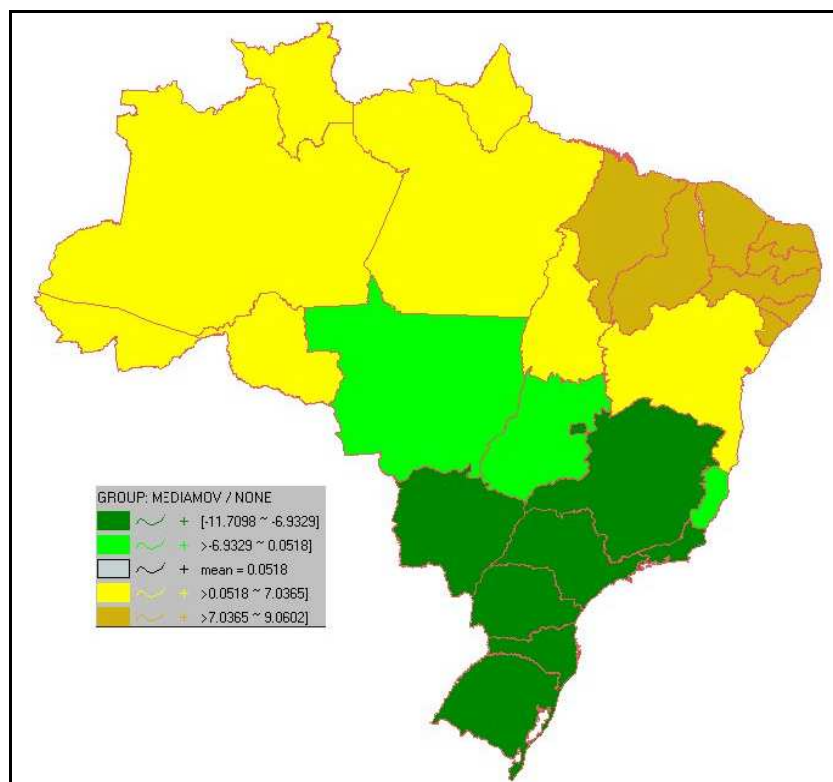 GROUP: MEDIAMOV / NONE
[-11.7098 ~ -6.9329]
>-6.9329 ~ 0.0518]
mean = 0.0518
>0.0518 ~ 7.0365]
>7.0365 ~ 9.0602]